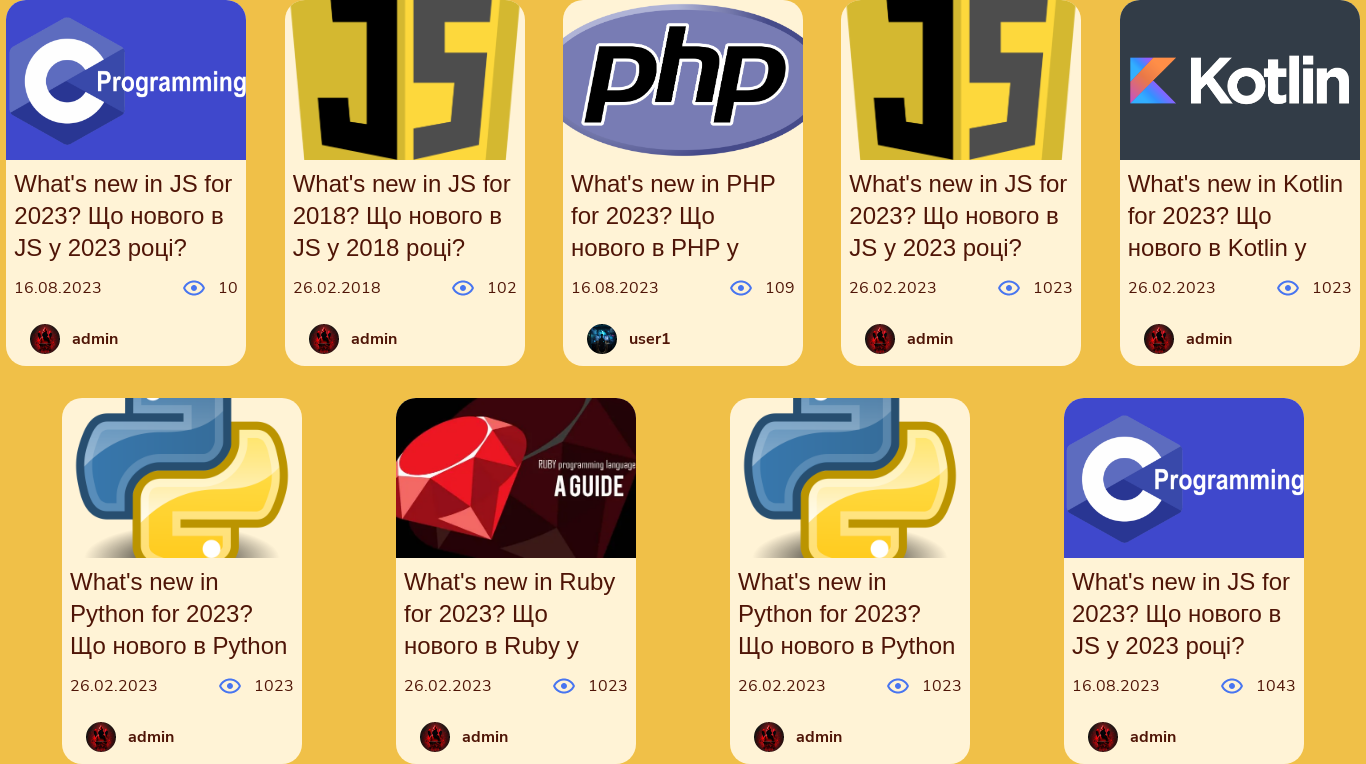 Programming
What's new in JS for
2023? Що нового в
JS у 2023 році?
16.08.2023 10
admin
JS
What's new in JS for
2018? Що нового в
JS у 2018 році?
26.02.2018 102
admin
php
What's new in PHP
for 2023? Що
нового в PHP у
16.08.2023 109
user1
JS
What's new in JS for
2023? Що нового в
JS у 2023 році?
26.02.2023 1023
admin
Kotlin
What's new in Kotlin
for 2023? Що
нового в Kotlin у
26.02.2023 1023
admin
What's new in
Python for 2023?
Що нового в Python
26.02.2023 1023
admin
RUBY programming language
A GUIDE
What's new in Ruby
for 2023? Що
нового в Ruby у
26.02.2023 1023
admin
What's new in
Python for 2023?
Що нового в Python
26.02.2023 1023
admin
C Programming
What's new in JS for
2023? Що нового в
JS у 2023 році?
16.08.2023 1043
admin